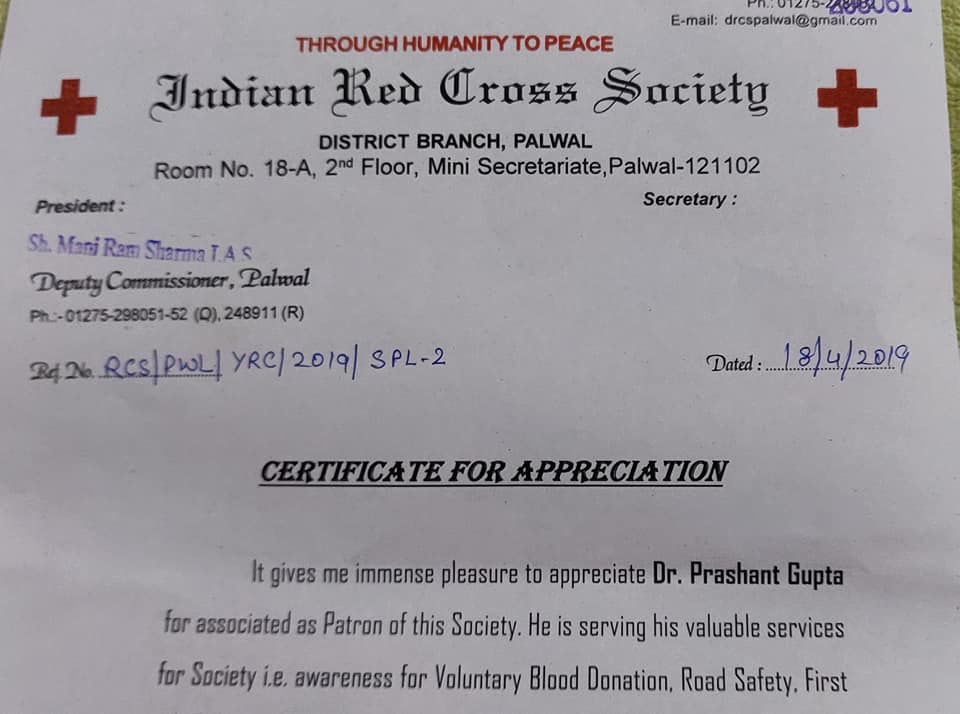 E-mail: drcspalwal@gmail.com
THROUGH HUMANITY TO PEACE
Indian Red Cross Society
DISTRICT BRANCH, PALWAL
Room No. 18-A, 2nd Floor, Mini Secretariate,Palwal-121102
President :
Secretary :
Sh. Mani Ram Sharma I.A.S
Deputy Commissioner, Palwal
Ph.:- 01275-298051-52 (O), 248911 (R)
Ref. No. RCS/PWL/YRC/2019/SPL-2
Dated : 18/4/2019
CERTIFICATE FOR APPRECIATION
It gives me immense pleasure to appreciate Dr. Prashant Gupta
for associated as Patron of this Society. He is serving his valuable services
for Society i.e. awareness for Voluntary Blood Donation, Road Safety, First